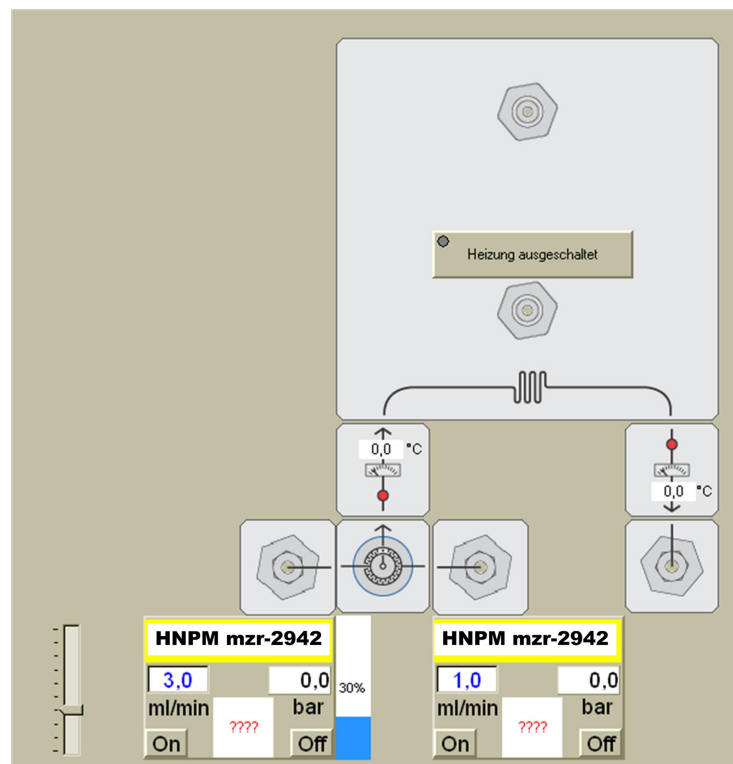 Heizung ausgeschaltet
0,0 °C
0,0 °C
HNPM mzr-2942
HNPM mzr-2942
3,0
0,0
30%
1,0
0,0
ml/min
bar
ml/min
bar
????
????
On
Off
On
Off